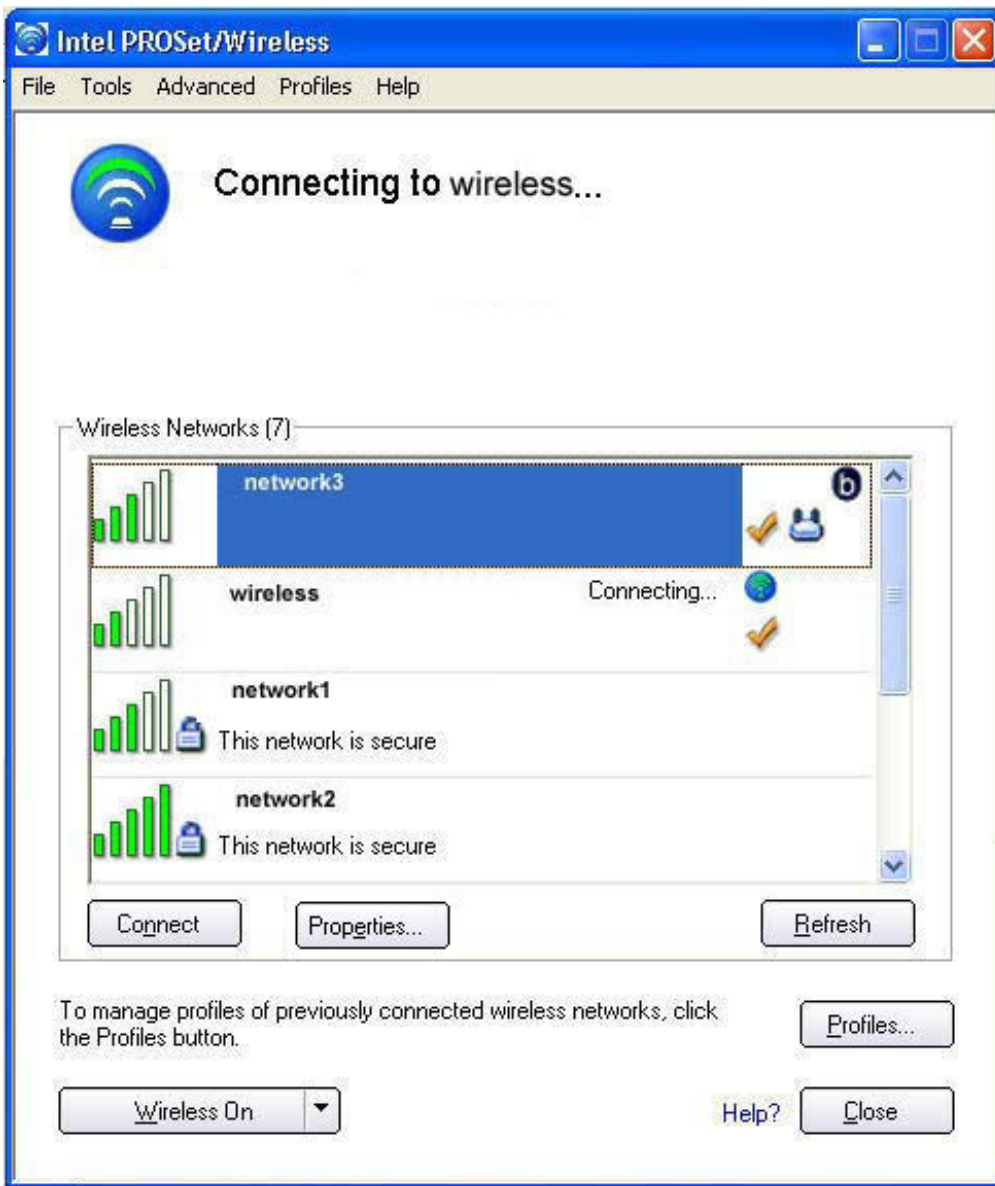 Intel PROSet/Wireless
File Tools Advanced Profiles Help
Connecting to wireless...
Wireless Networks (7)
network3
b
wireless Connecting...
network1
This network is secure
network2
This network is secure
Connect Properties... Refresh
To manage profiles of previously connected wireless networks, click
the Profiles button.
Profiles...
Wireless On Help? Close